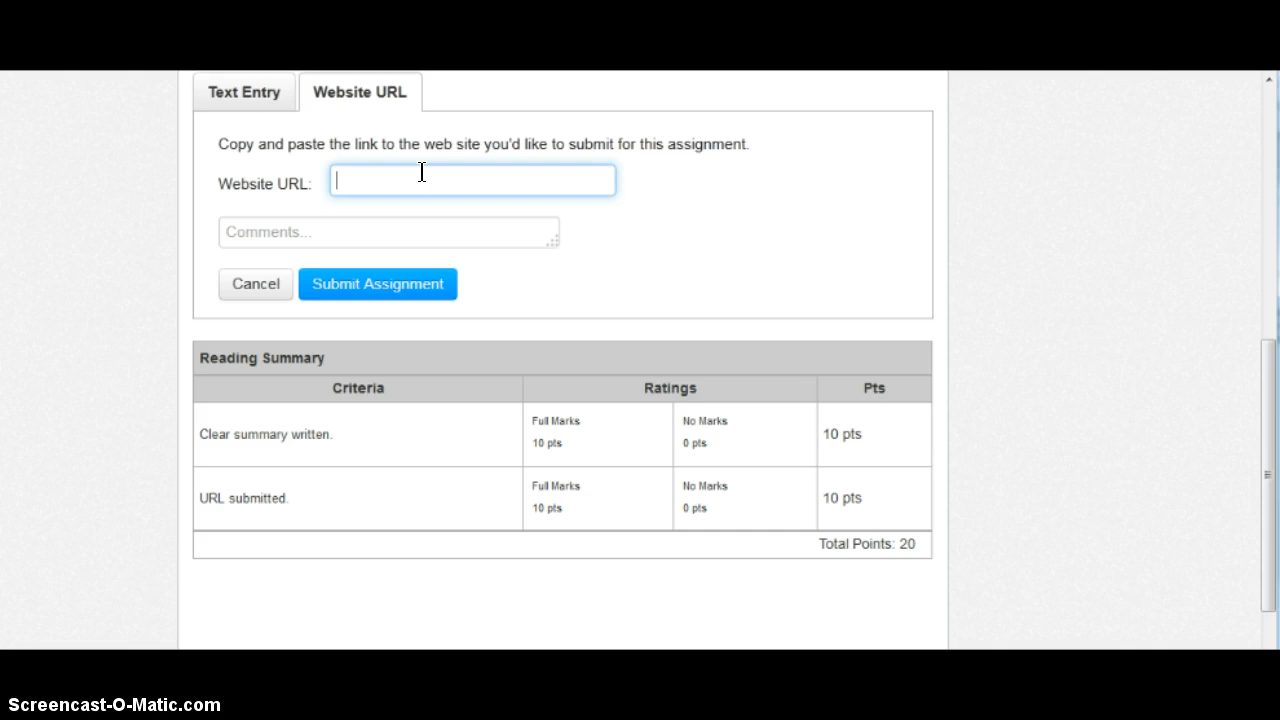 Text Entry Website URL
Copy and paste the link to the web site you'd like to submit for this assignment.
Website URL:
Comments...
Cancel Submit Assignment
Reading Summary
Criteria Ratings Pts
Clear summary written. Full Marks 10 pts No Marks 0 pts 10 pts
URL submitted. Full Marks 10 pts No Marks 0 pts 10 pts
Total Points: 20
Screencast-O-Matic.com